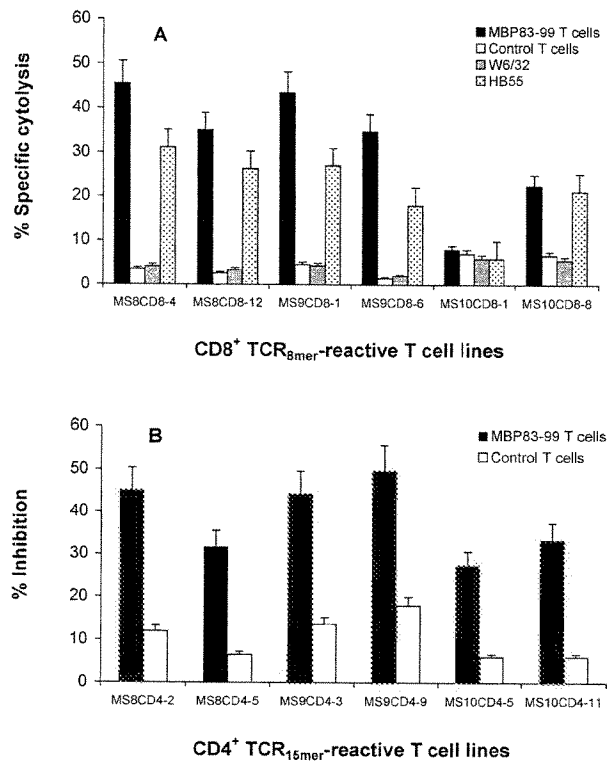 A
MBP83-99 T cells
Control T cells
W6/32
HB55
% Specific cytolysis
60
50
40
30
20
10
0
MS8CD8-4 MS8CD8-12 MS9CD8-1 MS9CD8-6 MS10CD8-1 MS10CD8-8
CD8+ TCR8mer-reactive T cell lines
B
MBP83-99 T cells
Control T cells
% Inhibition
60
50
40
30
20
10
0
MS8CD4-2 MS8CD4-5 MS9CD4-3 MS9CD4-9 MS10CD4-5 MS10CD4-11
CD4+ TCR15mer-reactive T cell lines